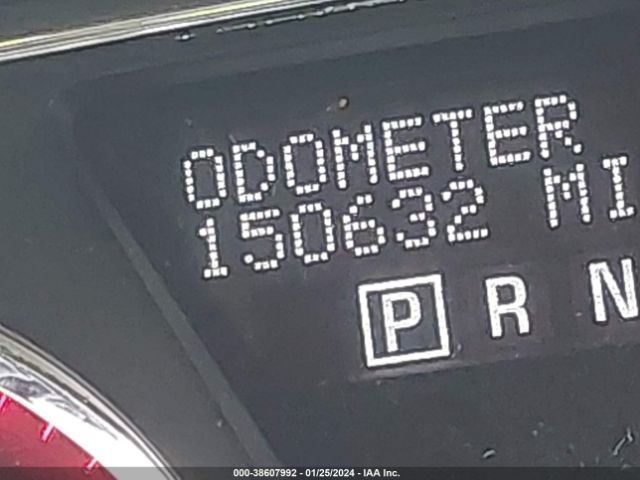 ODOMETER
150632 MI
P R N
000-38607992 - 01/25/2024 - IAA Inc.